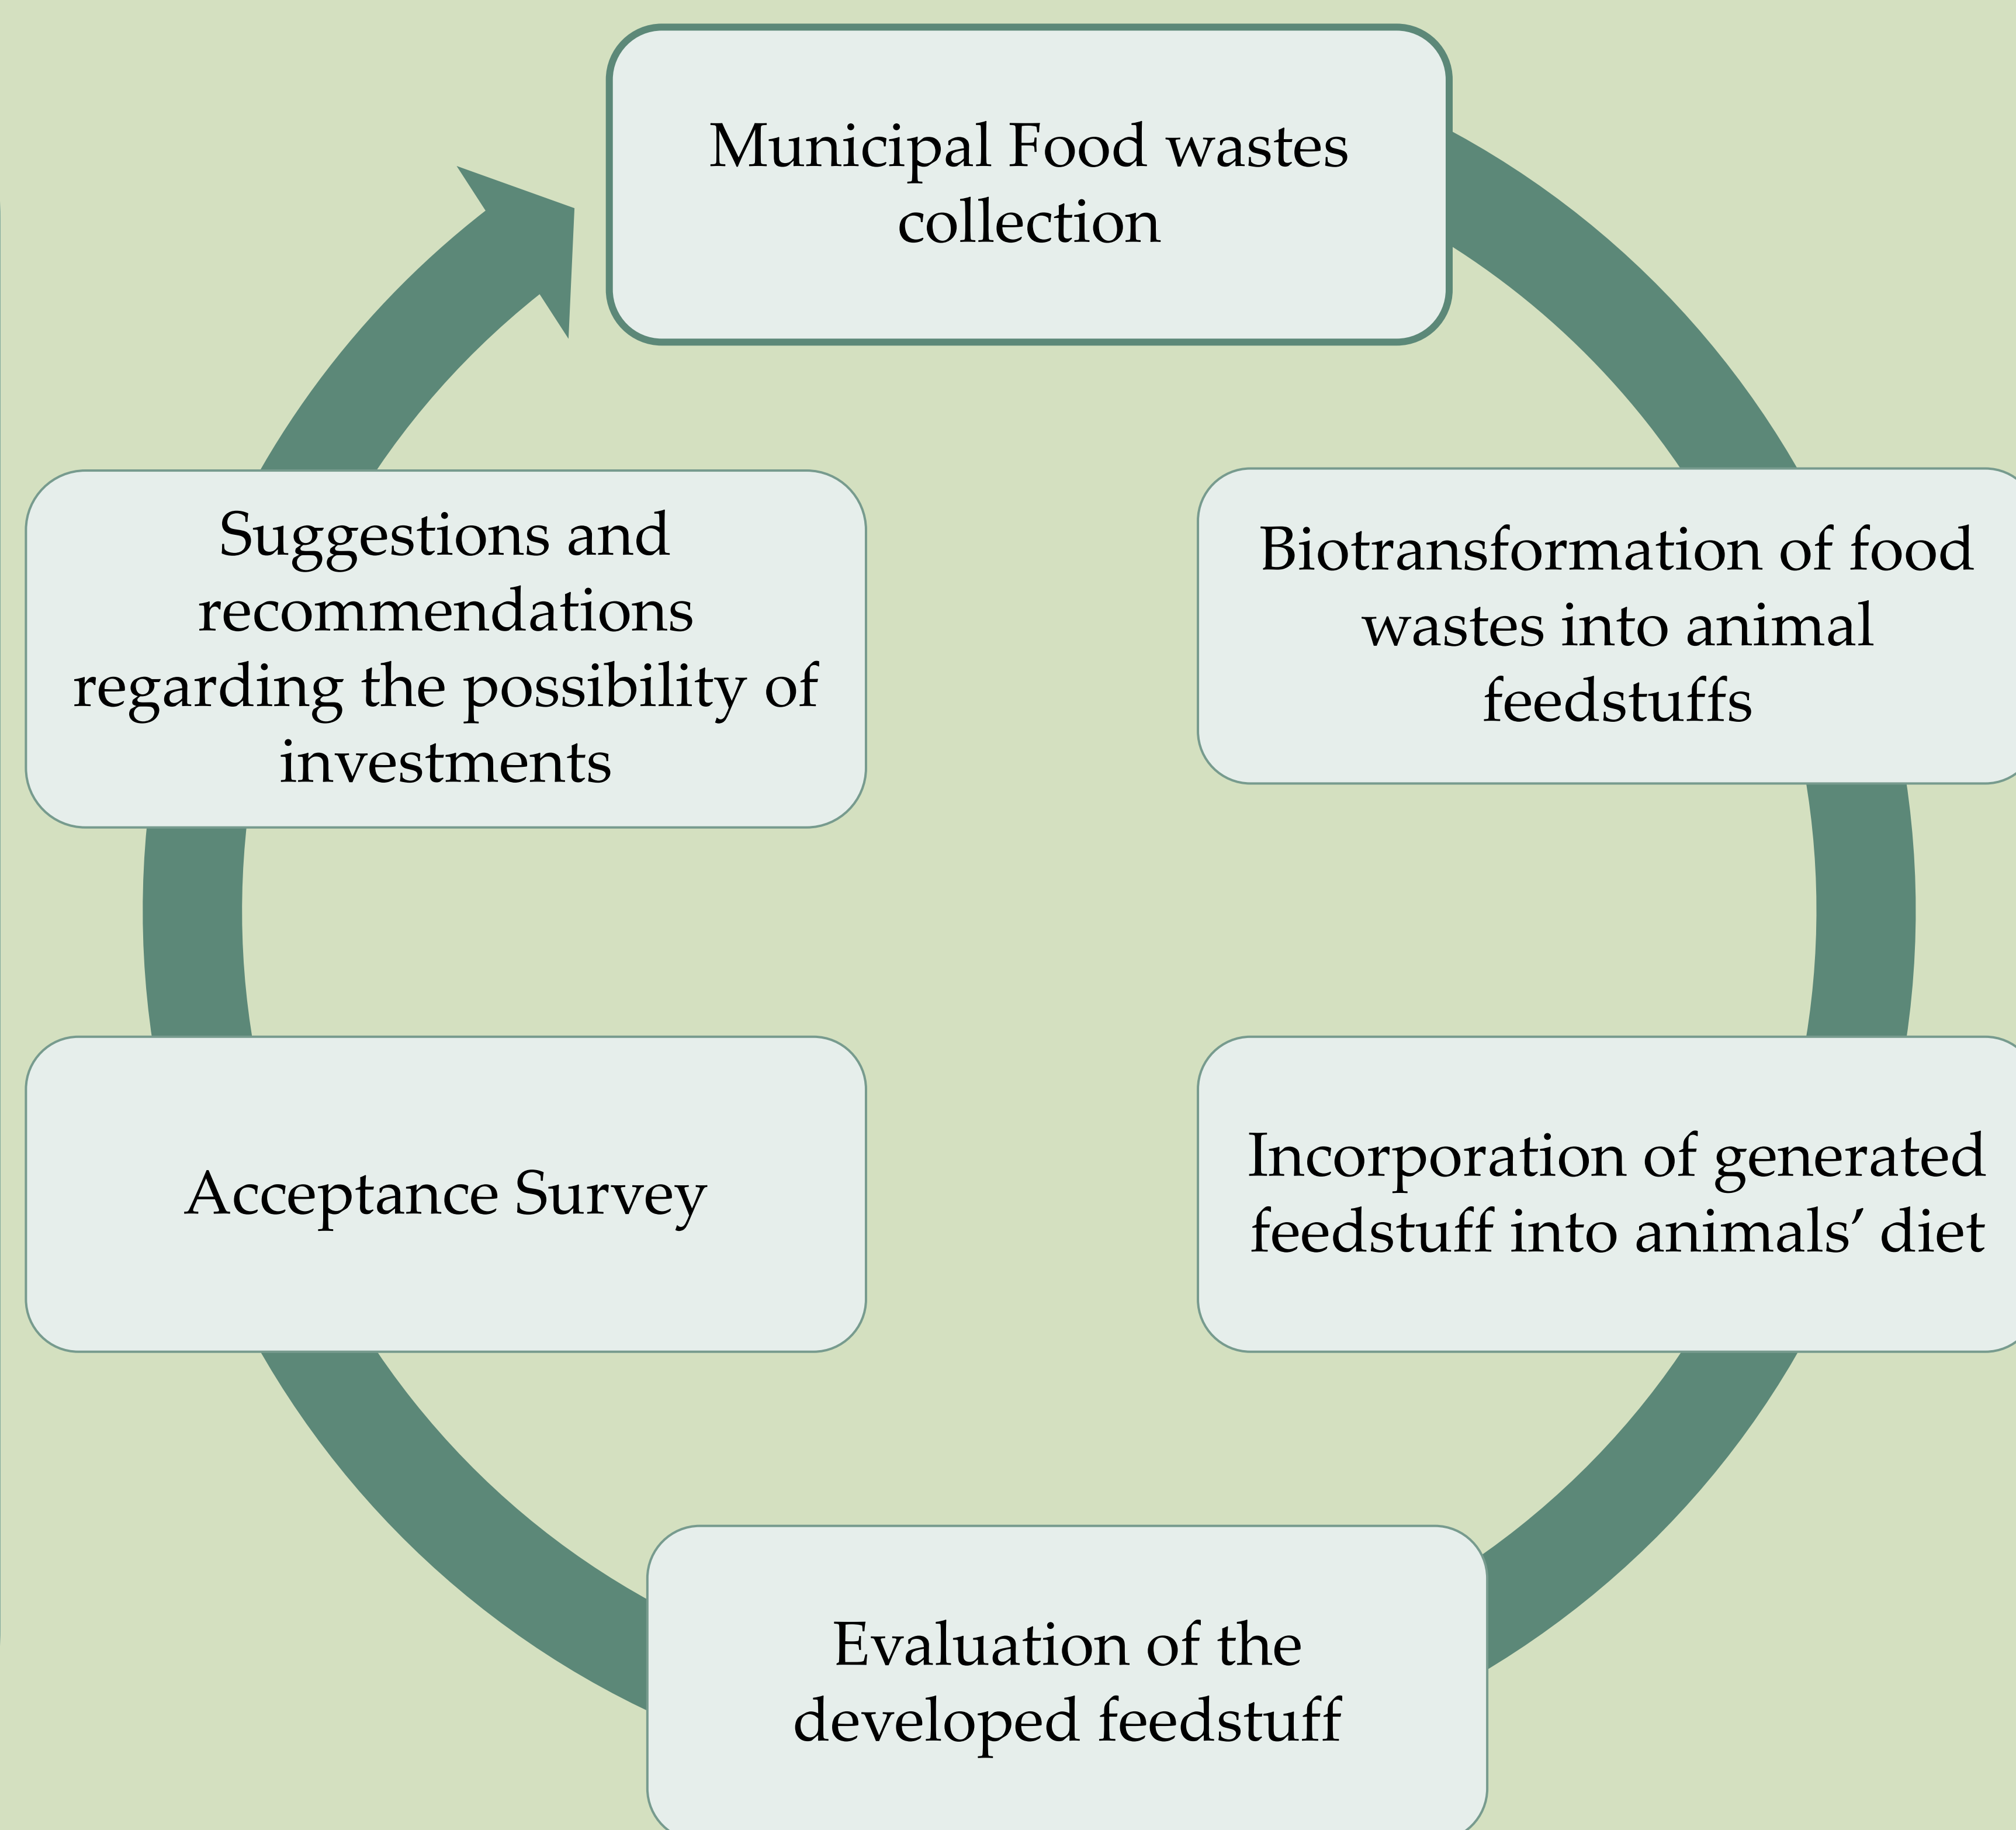 Municipal Food wastes
collection
Biotransformation of food
wastes into animal
feedstuffs
Incorporation of generated
feedstuff into animals’ diet
Evaluation of the
developed feedstuff
Acceptance Survey
Suggestions and
recommendations
regarding the possibility of
investments